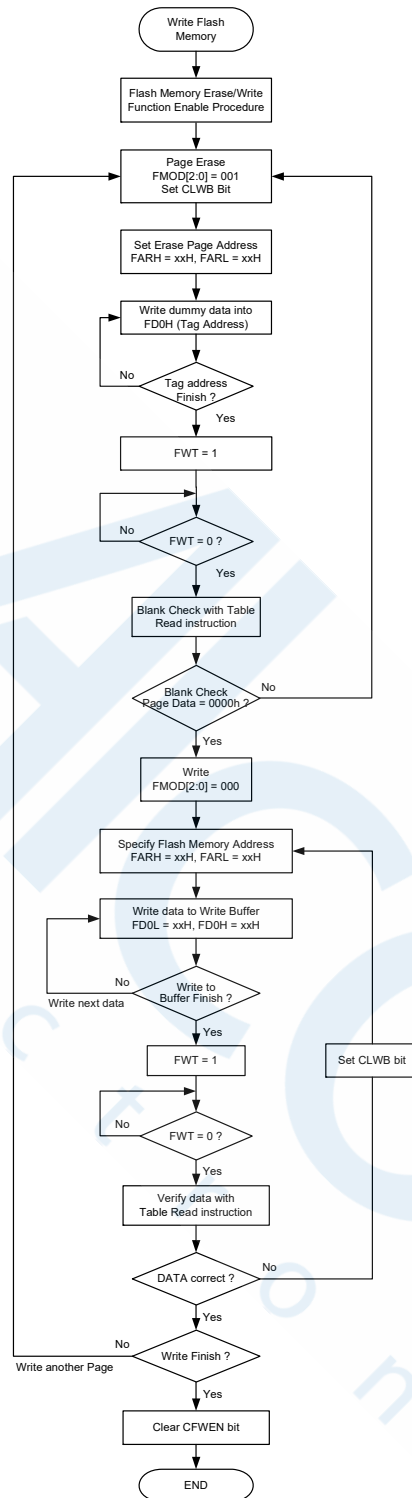 Write Flash
Memory
Flash Memory Erase/Write
Function Enable Procedure
Page Erase
FMOD[2:0] = 001
Set CLWB Bit
Set Erase Page Address
FARH = xxH, FARL = xxH
Write dummy data into
FD0H (Tag Address)
No
Tag address
Finish ?
Yes
FWT = 1
No
FWT = 0 ?
Yes
Blank Check with Table
Read instruction
Blank Check
Page Data = 0000h ?
No
Yes
Write
FMOD[2:0] = 000
Specify Flash Memory Address
FARH = xxH, FARL = xxH
Write data to Write Buffer
FD0L = xxH, FD0H = xxH
No
Write next data
Write to
Buffer Finish ?
Yes
FWT = 1
Set CLWB bit
No
FWT = 0 ?
Yes
Verify data with
Table Read instruction
DATA correct ?
No
Yes
No
Write another Page
Write Finish ?
Yes
Clear CFWEN bit
END